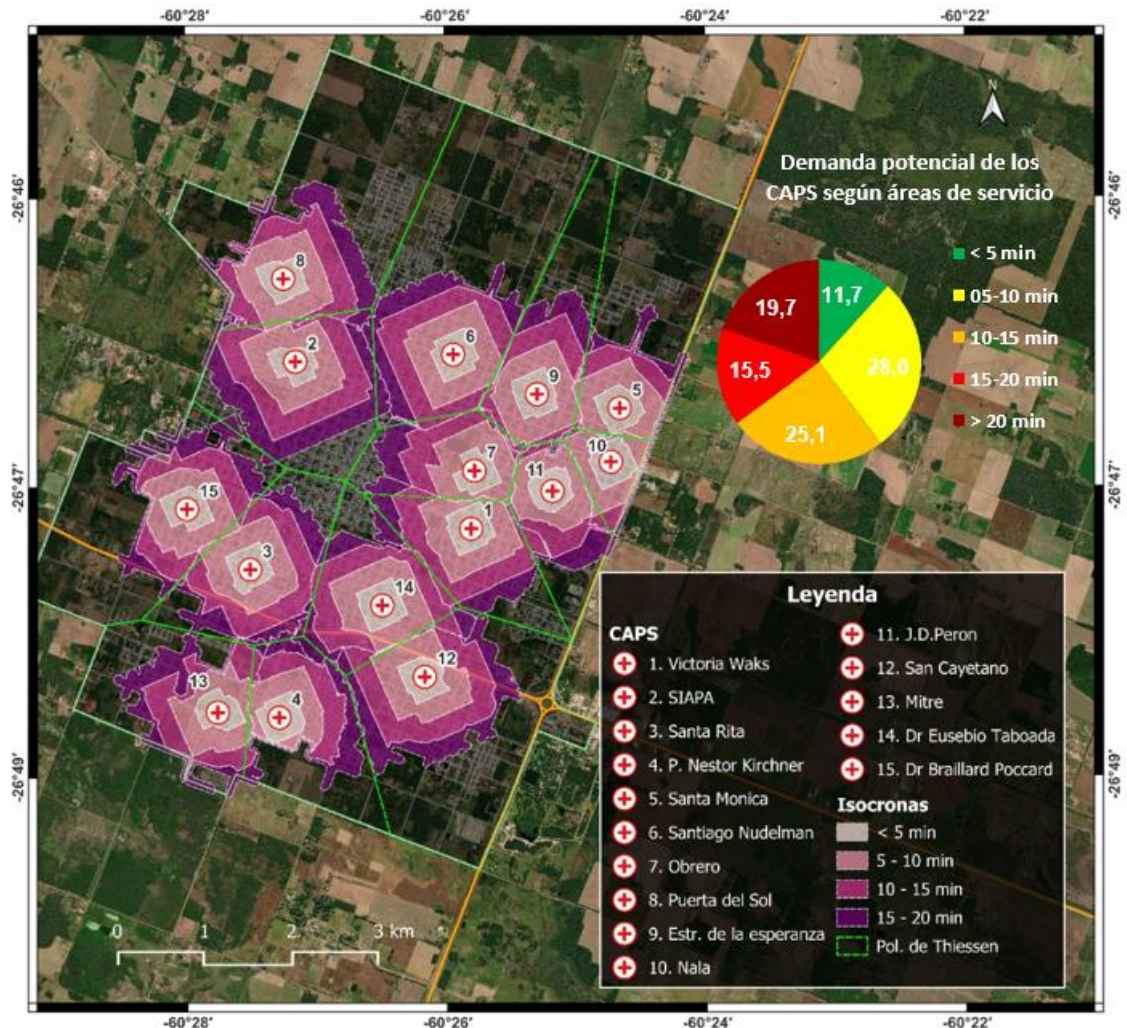 -60°28' -60°26' -60°24' -60°22'
N
Demanda potencial de los
CAPS según áreas de servicio
< 5 min
05-10 min
10-15 min
15-20 min
> 20 min
11,7
28,0
25,1
15,5
19,7
-26°46' -26°46'
-26°47' -26°47'
-26°49' -26°49'
8
2
6
9
5
10
7
11
1
15
3
14
12
13
4
0 1 2 3 km
Leyenda
CAPS
1. Victoria Waks
2. SIAPA
3. Santa Rita
4. P. Nestor Kirchner
5. Santa Monica
6. Santiago Nudelman
7. Obrero
8. Puerta del Sol
9. Estr. de la esperanza
10. Nala
11. J.D.Peron
12. San Cayetano
13. Mitre
14. Dr Eusebio Taboada
15. Dr Braillard Poccard
Isocronas
< 5 min
5 - 10 min
10 - 15 min
15 - 20 min
Pol. de Thiessen
-60°28' -60°26' -60°24' -60°22'